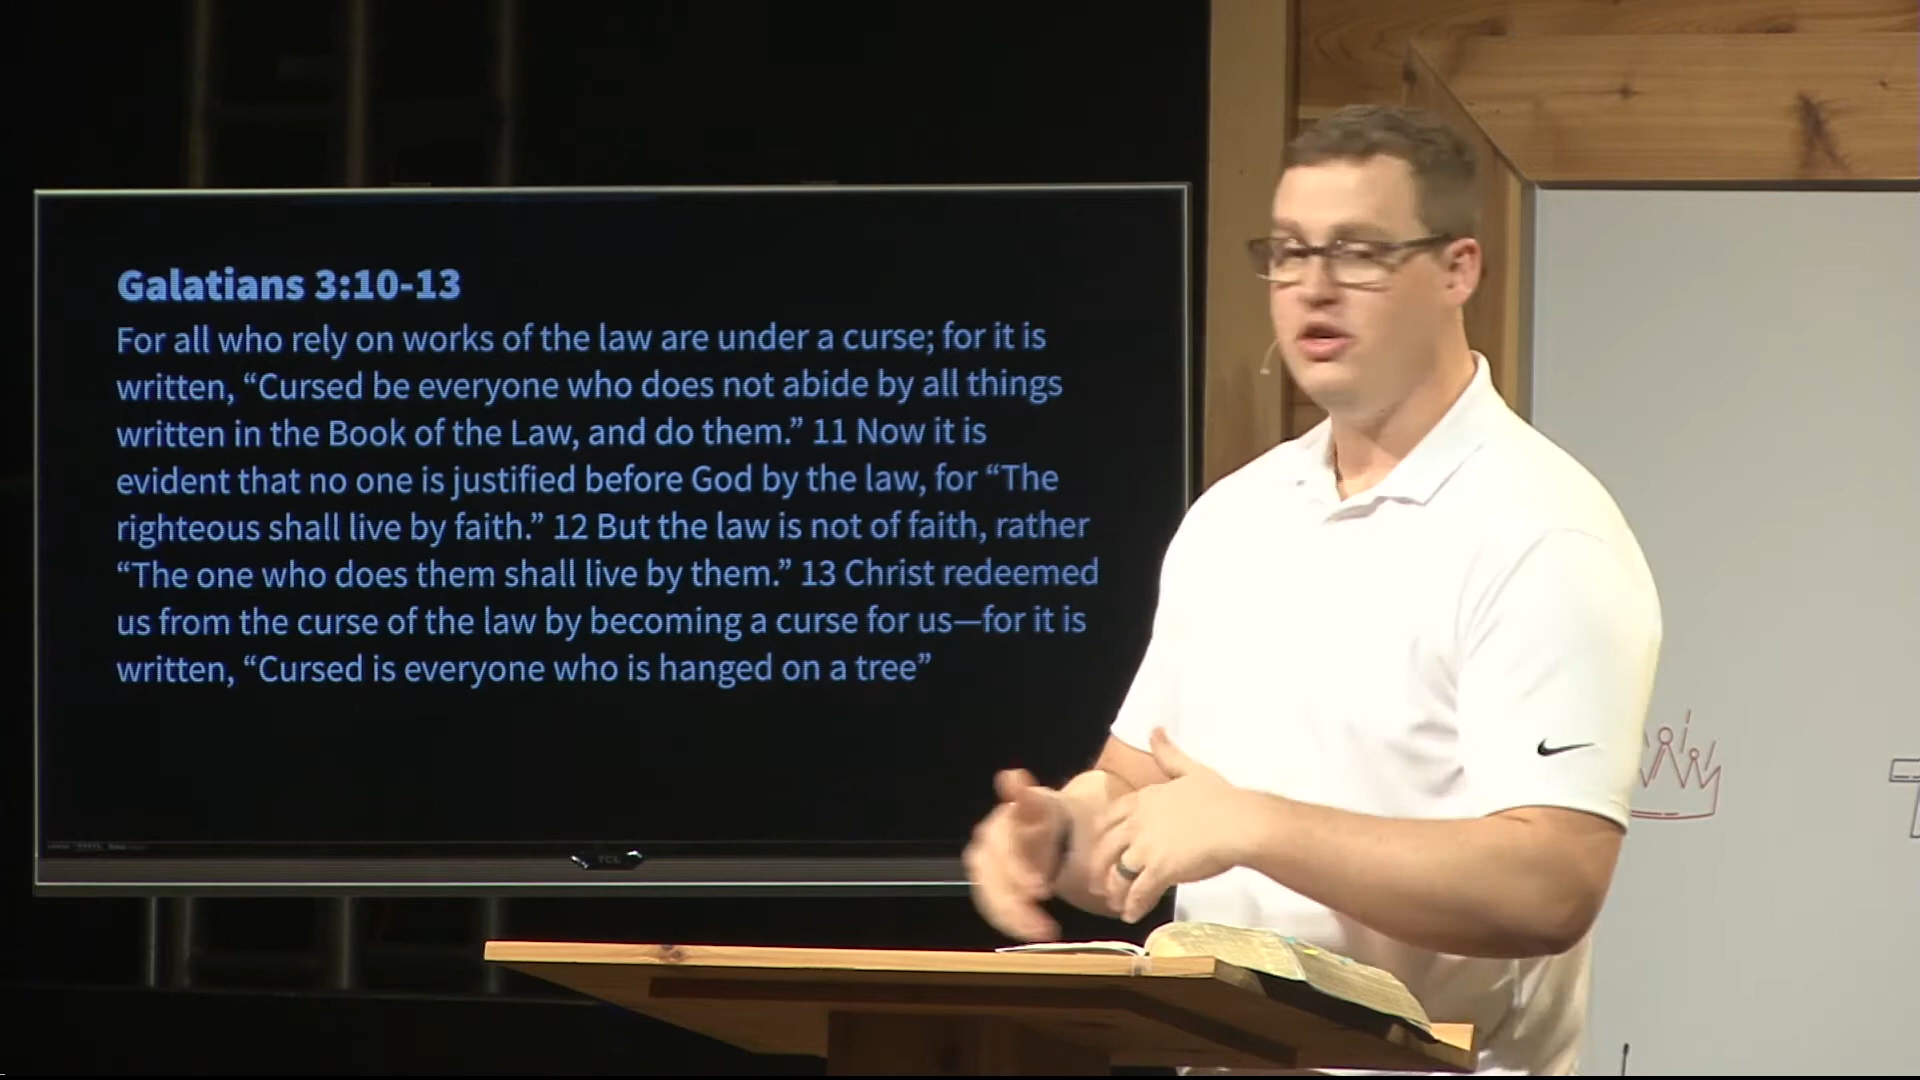 Galatians 3:10-13
For all who rely on works of the law are under a curse; for it is
written, “Cursed be everyone who does not abide by all things
written in the Book of the Law, and do them.” 11 Now it is
evident that no one is justified before God by the law, for “The
righteous shall live by faith.” 12 But the law is not of faith, rather
“The one who does them shall live by them.” 13 Christ redeemed
us from the curse of the law by becoming a curse for us—for it is
written, “Cursed is everyone who is hanged on a tree”
TCL